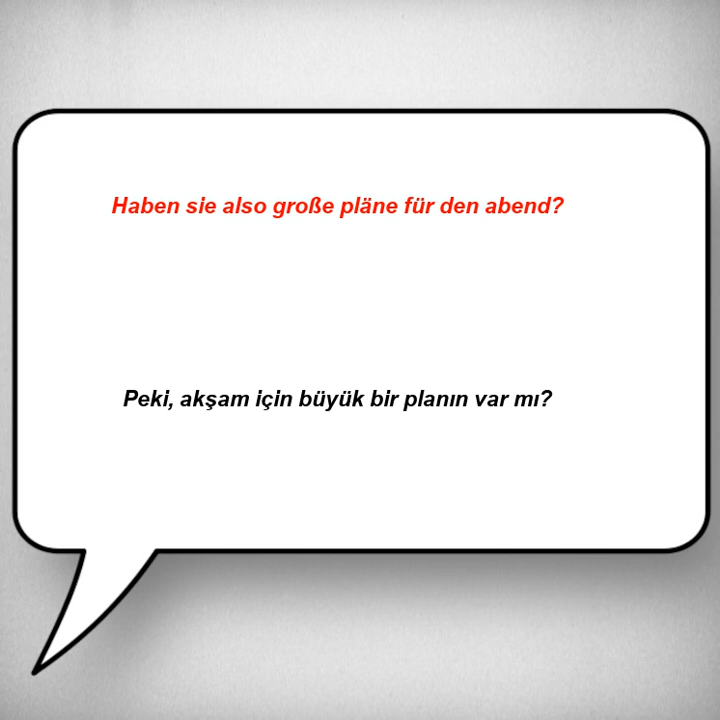 Haben sie also große pläne für den abend?
Peki, akşam için büyük bir planın var mı?